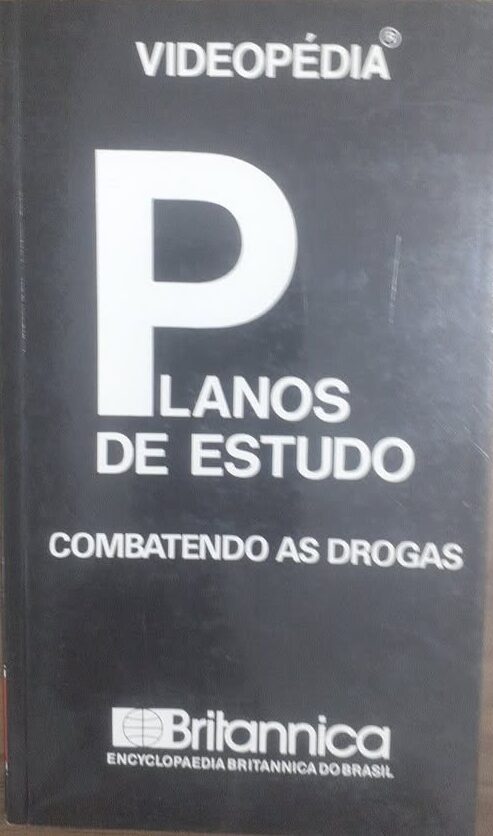 VIDEOPÉDIA®
PLANOS
DE ESTUDO
COMBATENDO AS DROGAS
Britannica
ENCYCLOPAEDIA BRITANNICA DO BRASIL